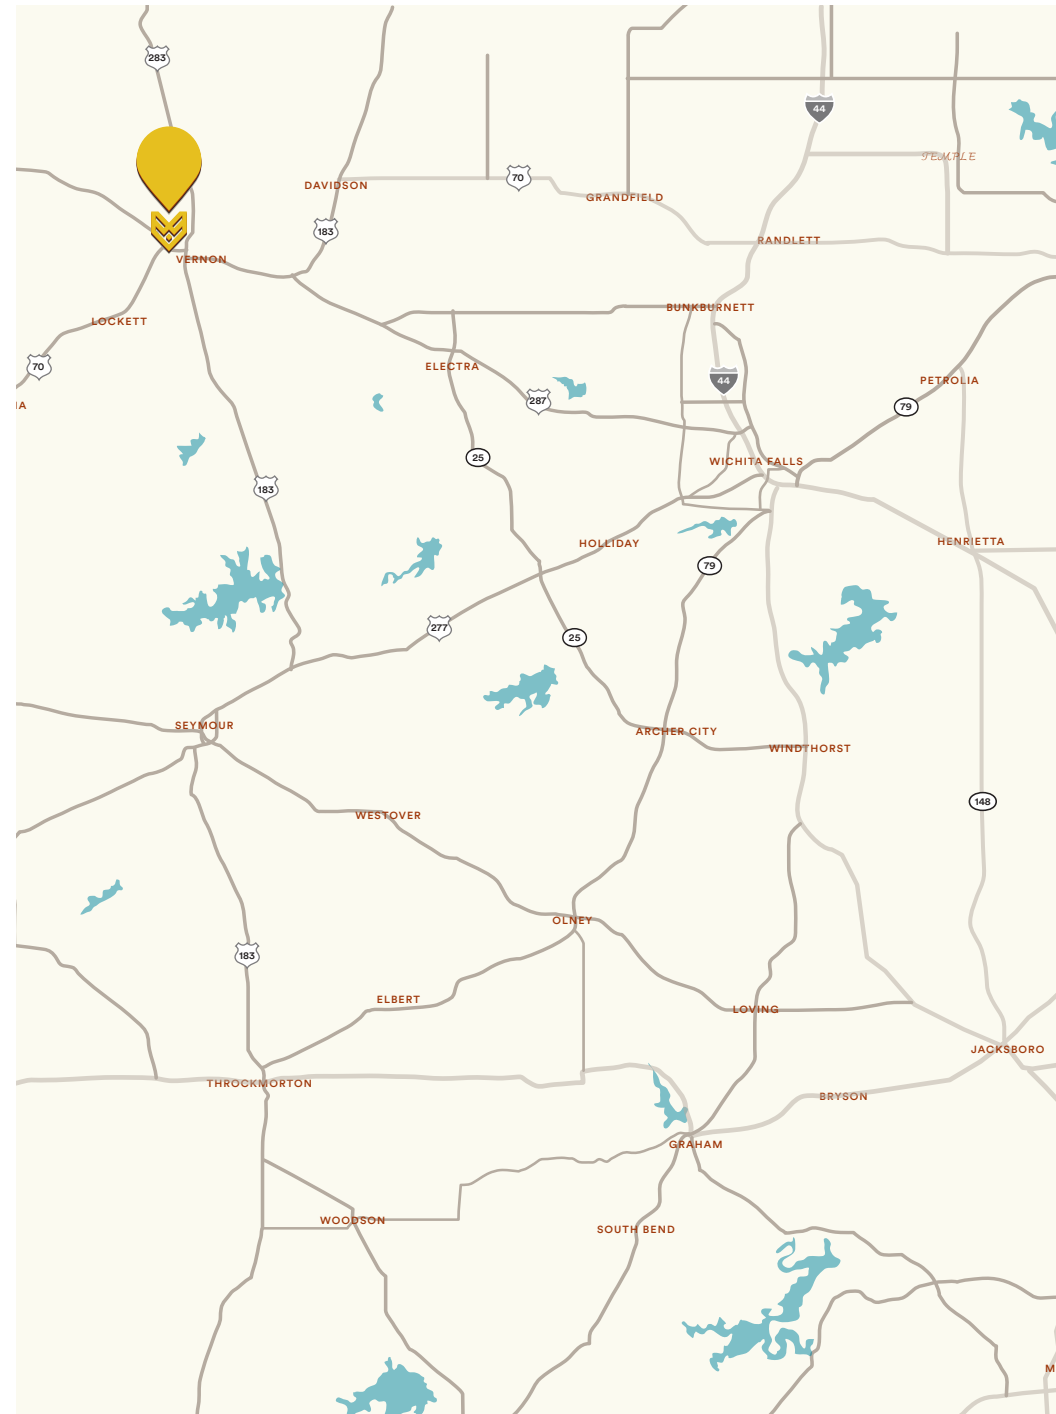 283
44
TEMPLE
DAVIDSON
70
GRANDFIELD
183
RANDLETT
VERNON
BUNKBURNETT
LOCKETT
70
ELECTRA
44
PETROLIA
IA
287
79
25
WICHITA FALLS
183
HOLLIDAY
HENRIETTA
79
277
25
SEYMOUR
ARCHER CITY
WINDTHORST
148
WESTOVER
OLNEY
183
ELBERT
LOVING
JACKSBORO
THROCKMORTON
BRYSON
GRAHAM
WOODSON
SOUTH BEND
M